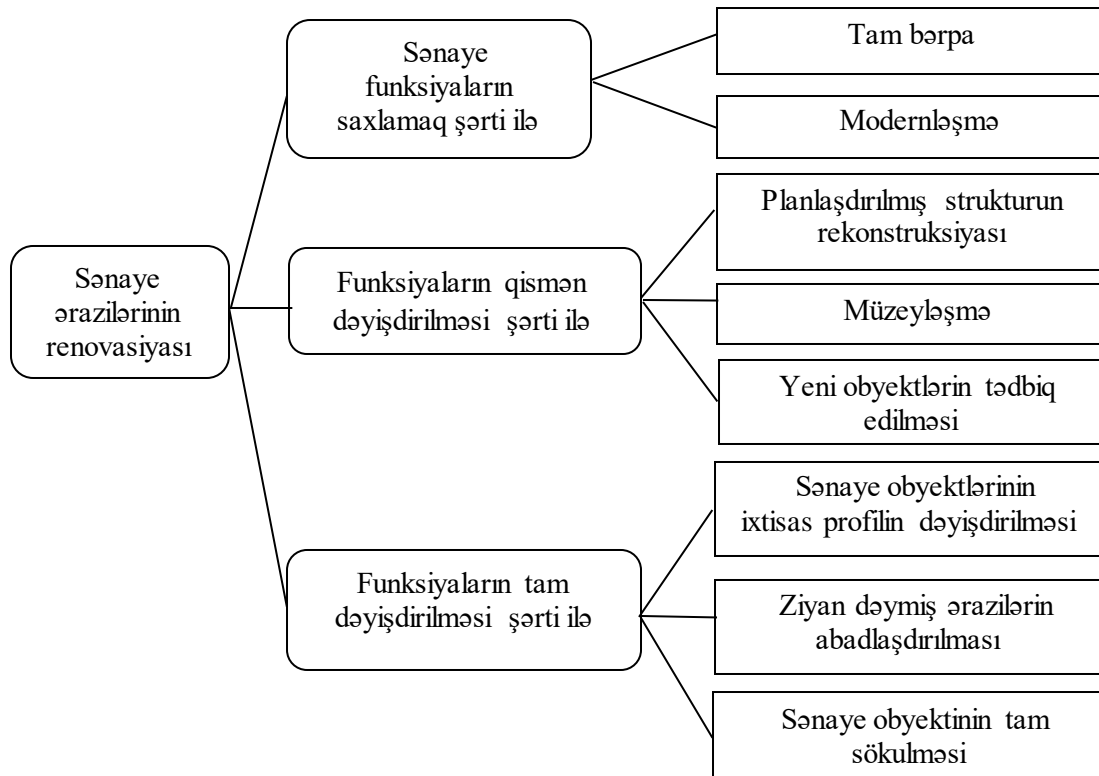 Sənaye
ərazilərinin
renovasiyası
Sənaye
funksiyaların
saxlamaq şərti ilə
Tam bərpa
Modernləşmə
Funksiyaların qismən
dəyişdirilməsi şərti ilə
Planlaşdırılmış strukturun
rekonstruksiyası
Müzeyləşmə
Yeni obyektlərin tədbiq
edilməsi
Funksiyaların tam
dəyişdirilməsi şərti ilə
Sənaye obyektlərinin
ixtisas profilin dəyişdirilməsi
Ziyan dəymiş ərazilərin
abadlaşdırılması
Sənaye obyektinin tam
sökulməsi